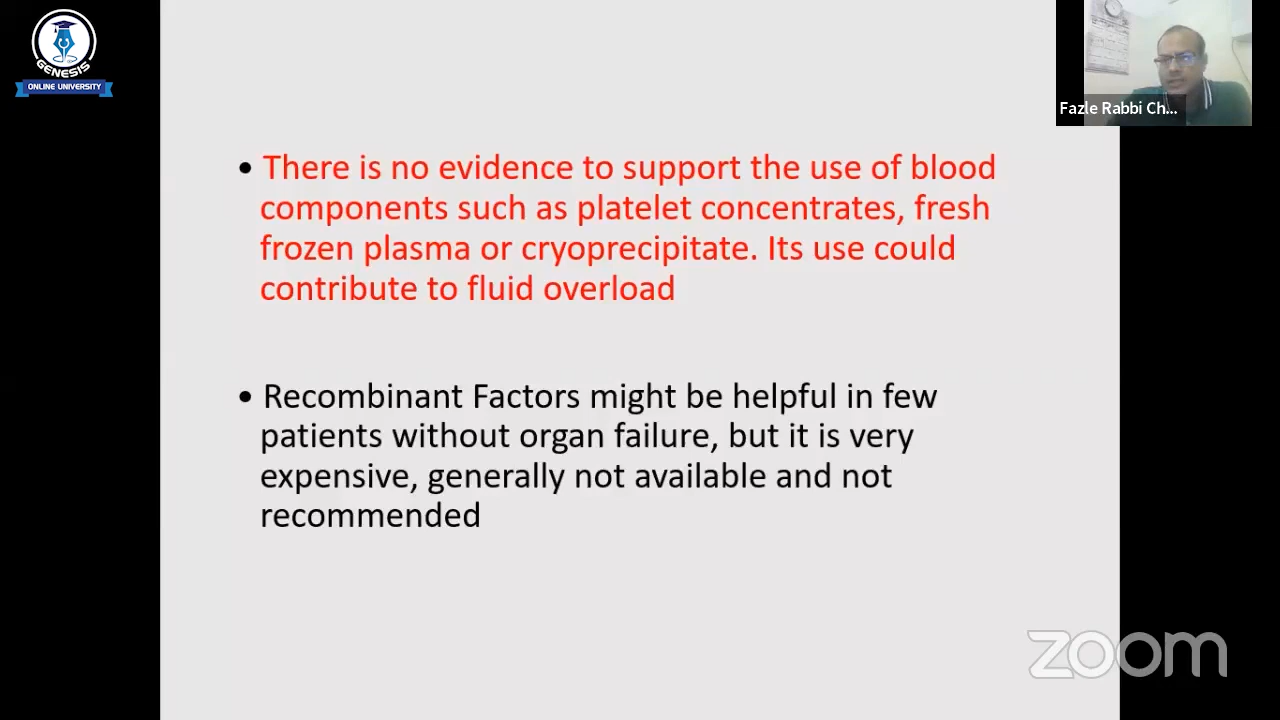 GENESIS
ONLINE UNIVERSITY
Fazle Rabbi Ch...
• There is no evidence to support the use of blood
components such as platelet concentrates, fresh
frozen plasma or cryoprecipitate. Its use could
contribute to fluid overload
• Recombinant Factors might be helpful in few
patients without organ failure, but it is very
expensive, generally not available and not
recommended
zoom